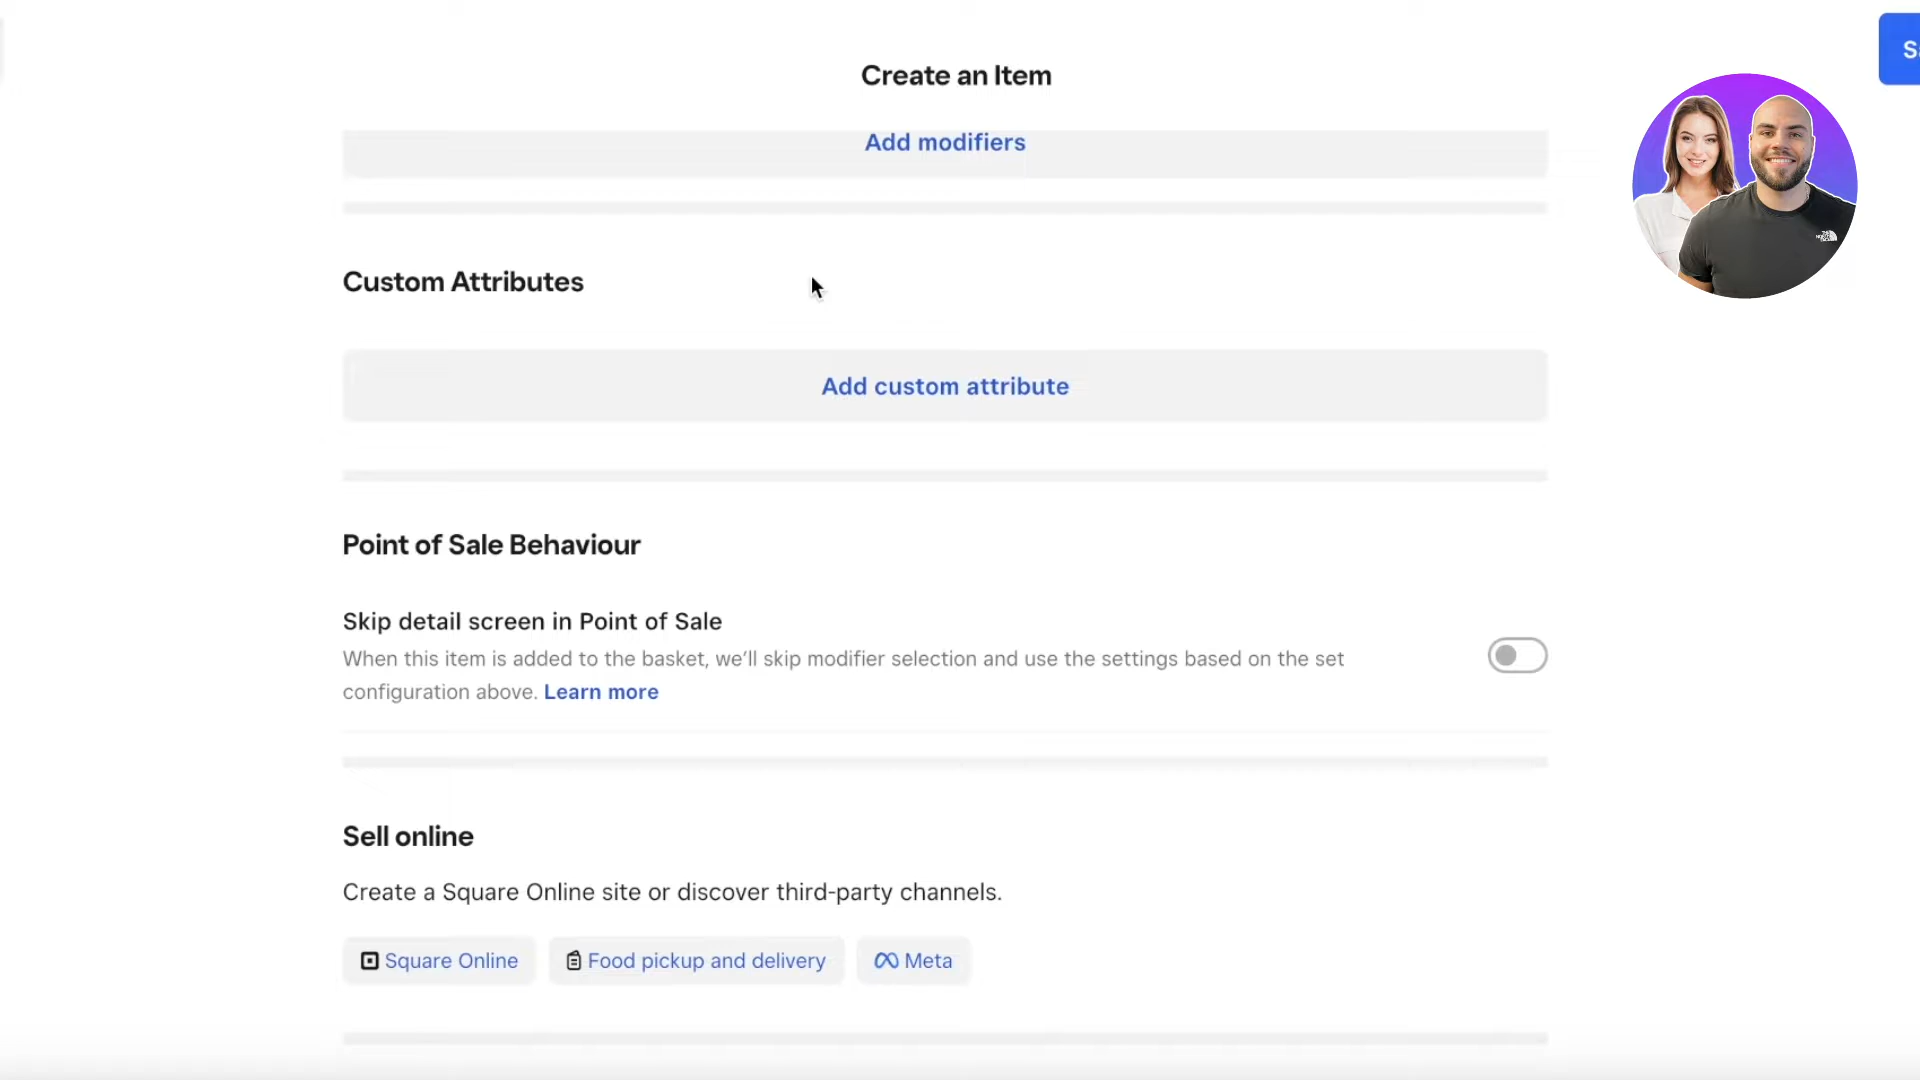 Create an Item
Add modifiers
Custom Attributes
Add custom attribute
Point of Sale Behaviour
Skip detail screen in Point of Sale
When this item is added to the basket, we'll skip modifier selection and use the settings based on the set
configuration above. Learn more
Sell online
Create a Square Online site or discover third-party channels.
Square Online
Food pickup and delivery
Meta